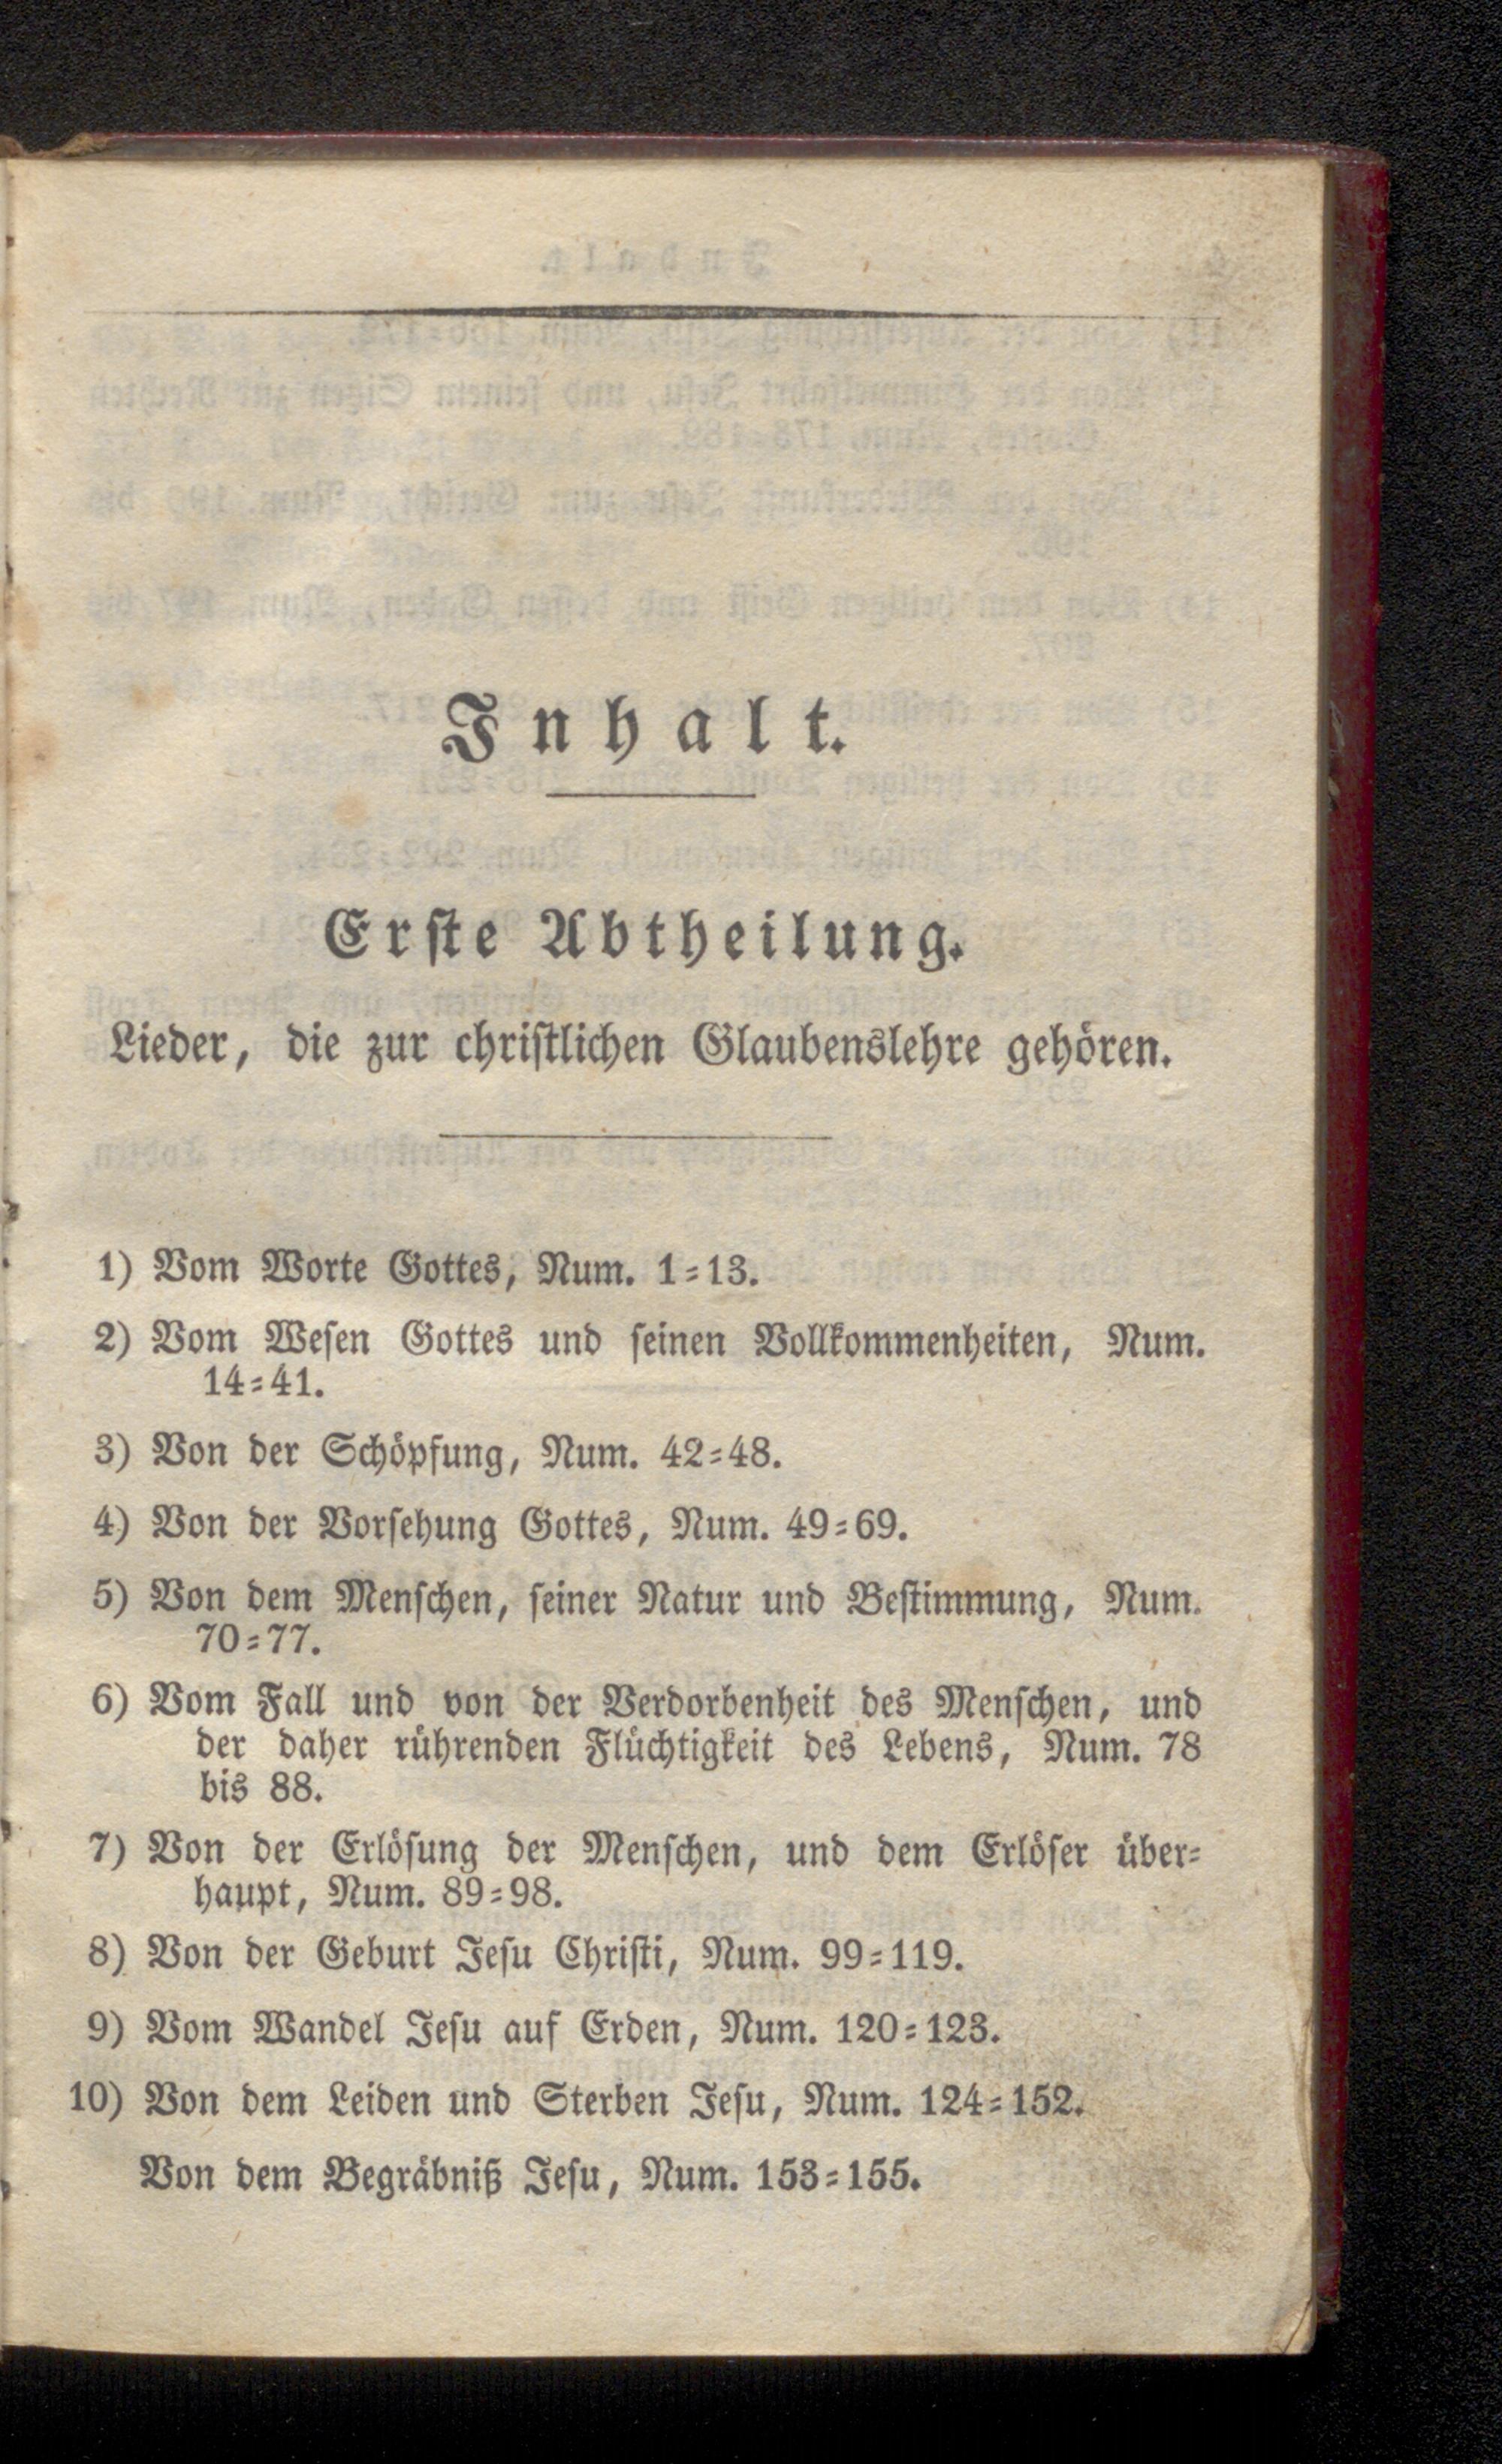 Inhalt.
Erste Abtheilung.
Lieder, die zur christlichen Glaubenslehre gehören.
1) Vom Worte Gottes, Num. 1=13.
2) Vom Wesen Gottes und seinen Vollkommenheiten, Num.
14=41.
3) Von der Schöpfung, Num. 42=48.
4) Von der Vorsehung Gottes, Num. 49=69.
5) Von dem Menschen, seiner Natur und Bestimmung, Num.
70=77.
6) Vom Fall und von der Verdorbenheit des Menschen, und
der daher rührenden Flüchtigkeit des Lebens, Num. 78
bis 88.
7) Von der Erlösung der Menschen, und dem Erlöser über=
haupt, Num. 89=98.
8) Von der Geburt Jesu Christi, Num. 99=119.
9) Vom Wandel Jesu auf Erden, Num. 120=123.
10) Von dem Leiden und Sterben Jesu, Num. 124=152.
Von dem Begräbniß Jesu, Num. 153=155.